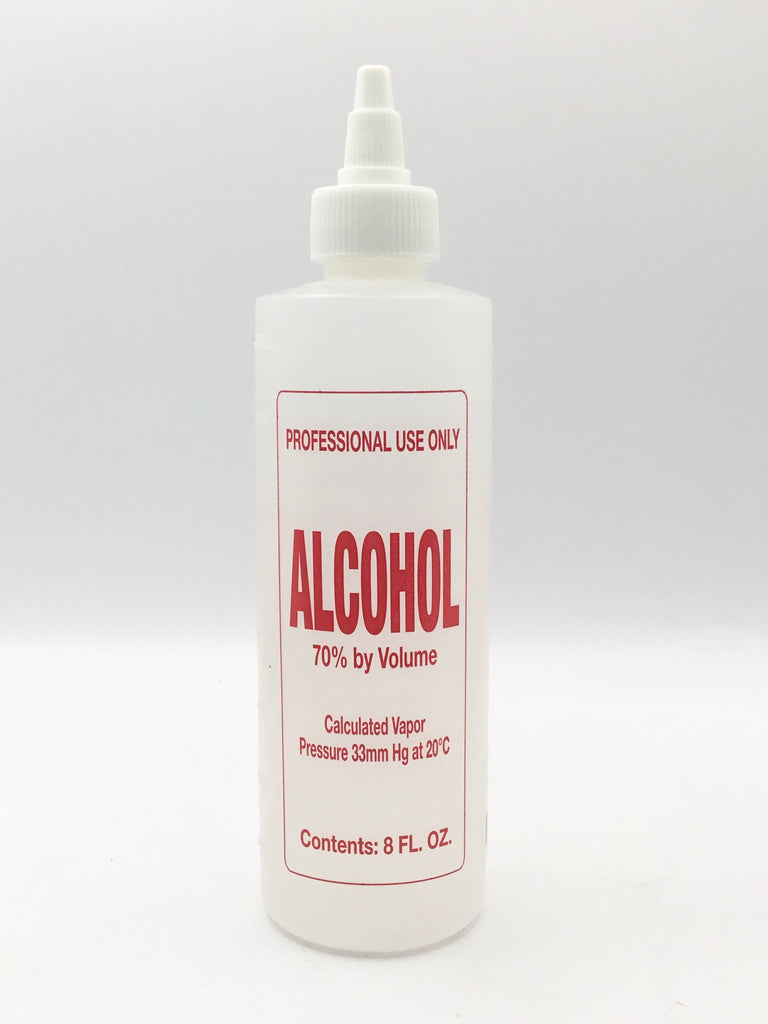 PROFESSIONAL USE ONLY
ALCOHOL
70% by Volume
Calculated Vapor
Pressure 33mm Hg at 20°C
Contents: 8 FL. OZ.